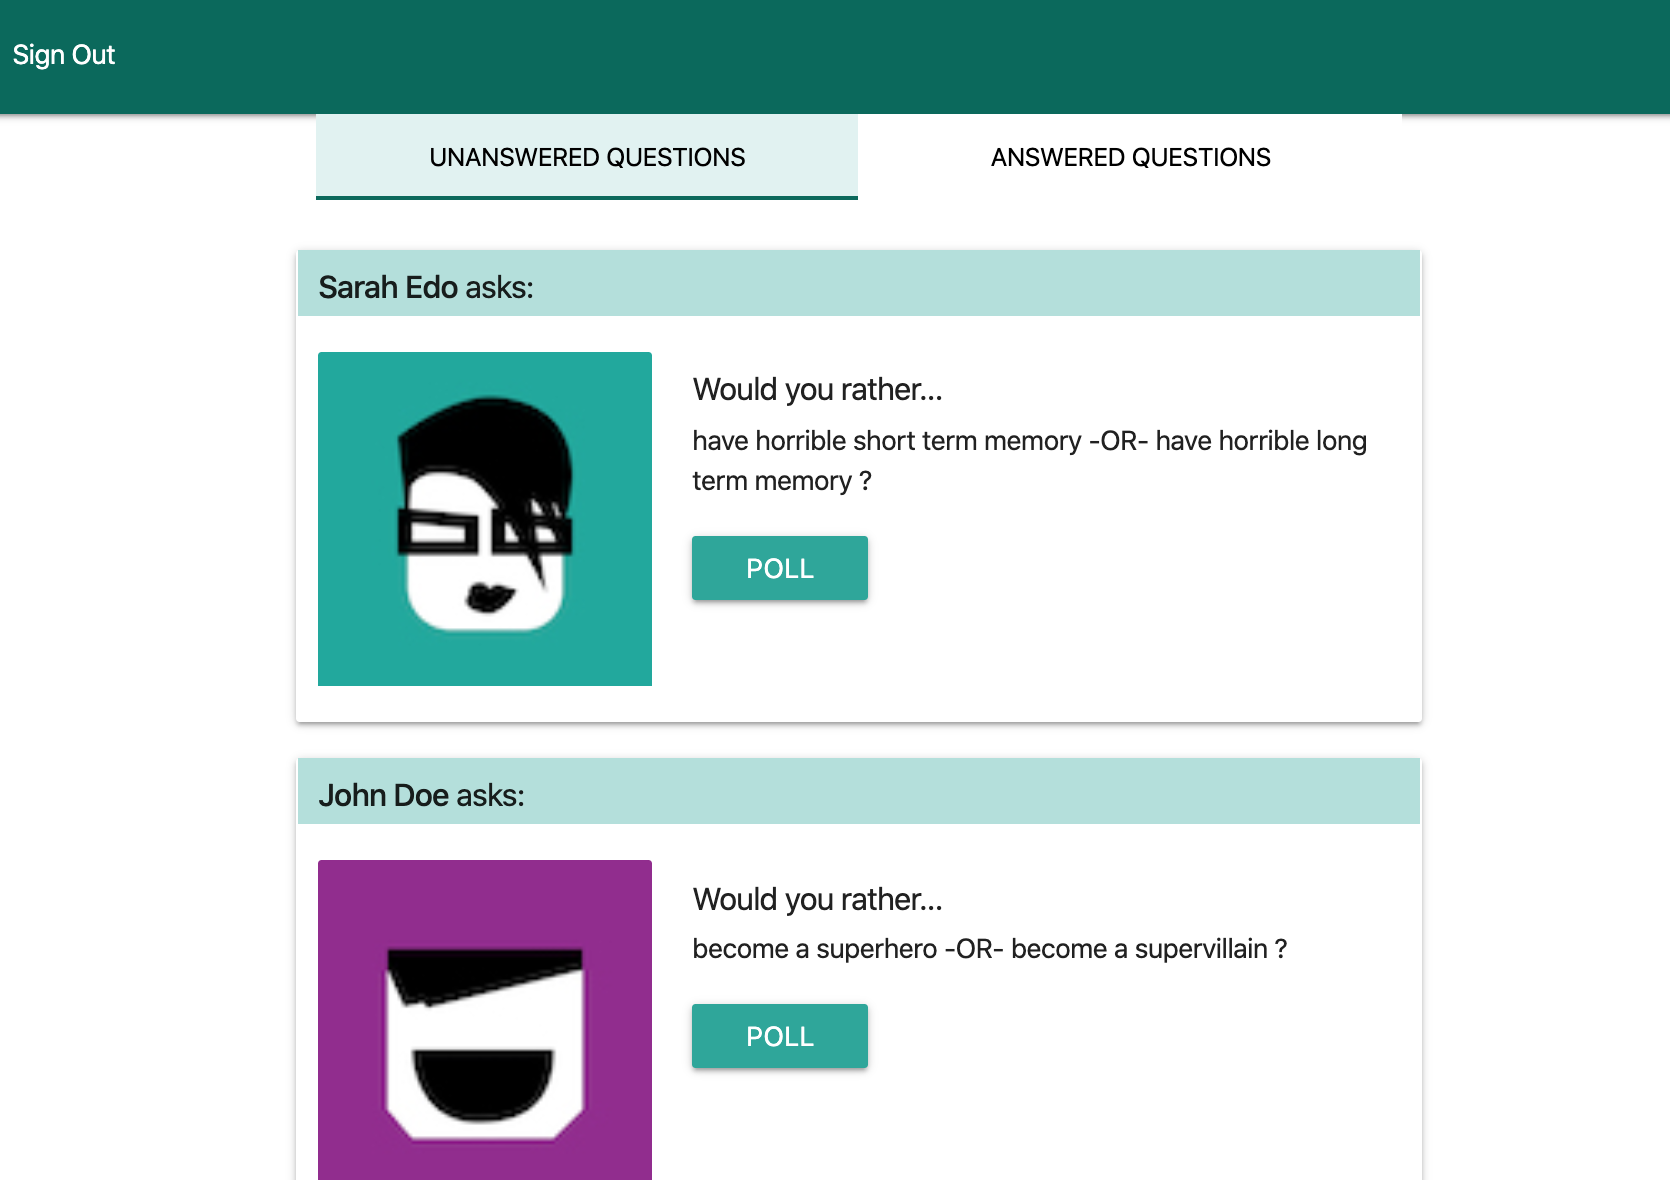 Sign Out
UNANSWERED QUESTIONS
ANSWERED QUESTIONS
Sarah Edo asks:
Would you rather...
have horrible short term memory -OR- have horrible long
term memory ?
POLL
John Doe asks:
Would you rather...
become a superhero -OR- become a supervillain ?
POLL